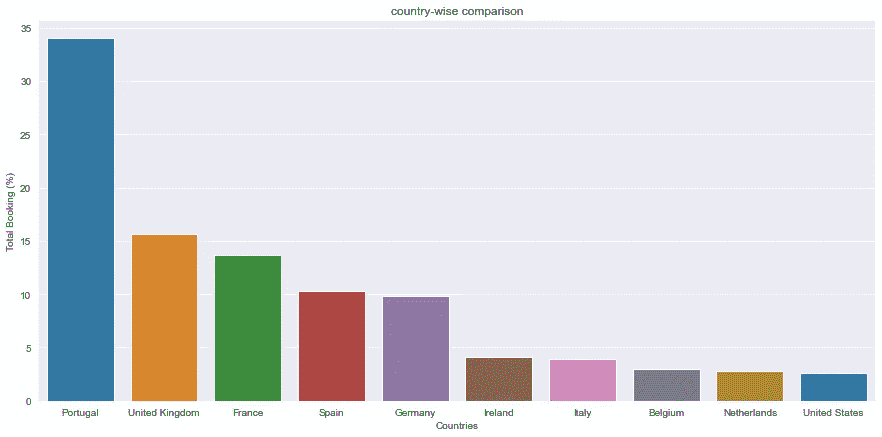 country-wise comparison
35
30
25
20
15
10
5
0
Total Booking (%)
Portugal United Kingdom France Spain Germany Ireland Italy Belgium Netherlands United States
Countries